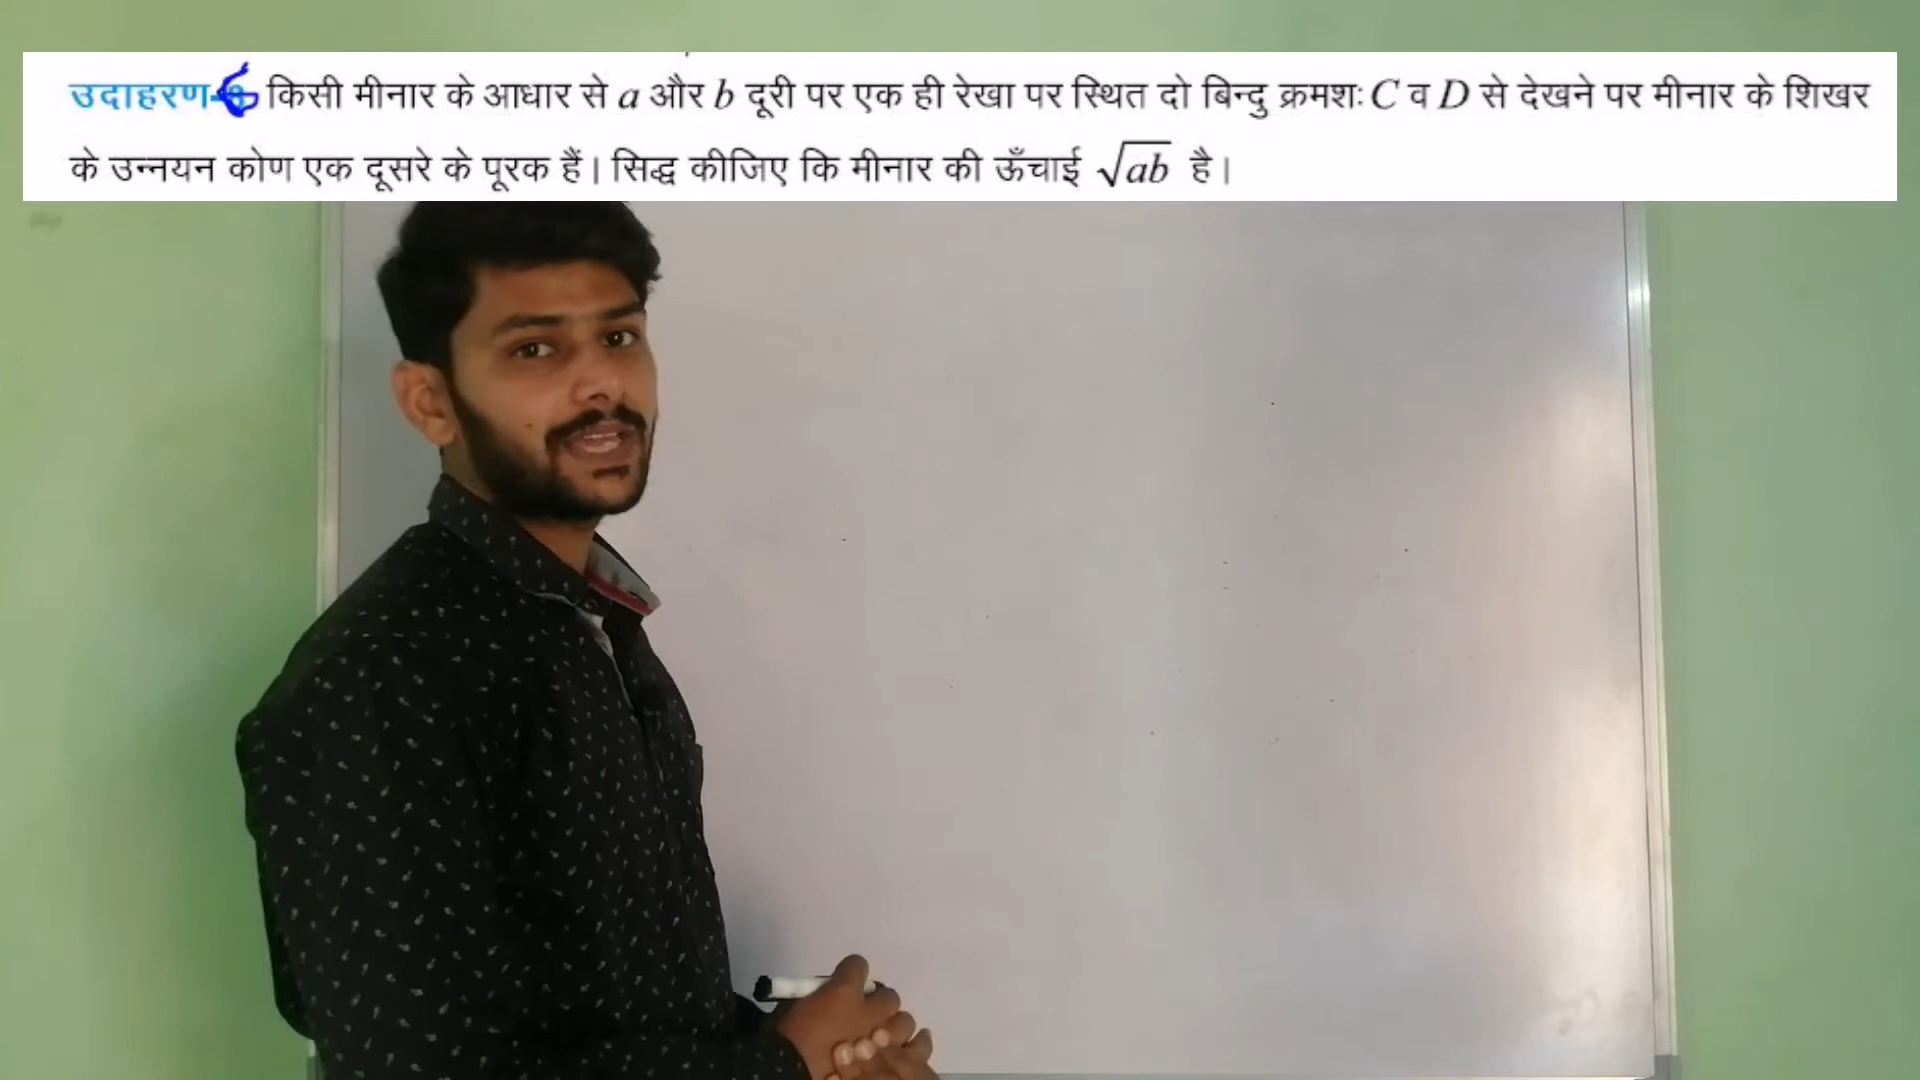 उदाहरण-6 किसी मीनार के आधार से a और b दूरी पर एक ही रेखा पर स्थित दो बिन्दु क्रमशः C व D से देखने पर मीनार के शिखर
के उन्नयन कोण एक दूसरे के पूरक हैं। सिद्ध कीजिए कि मीनार की ऊँचाई √ab है।